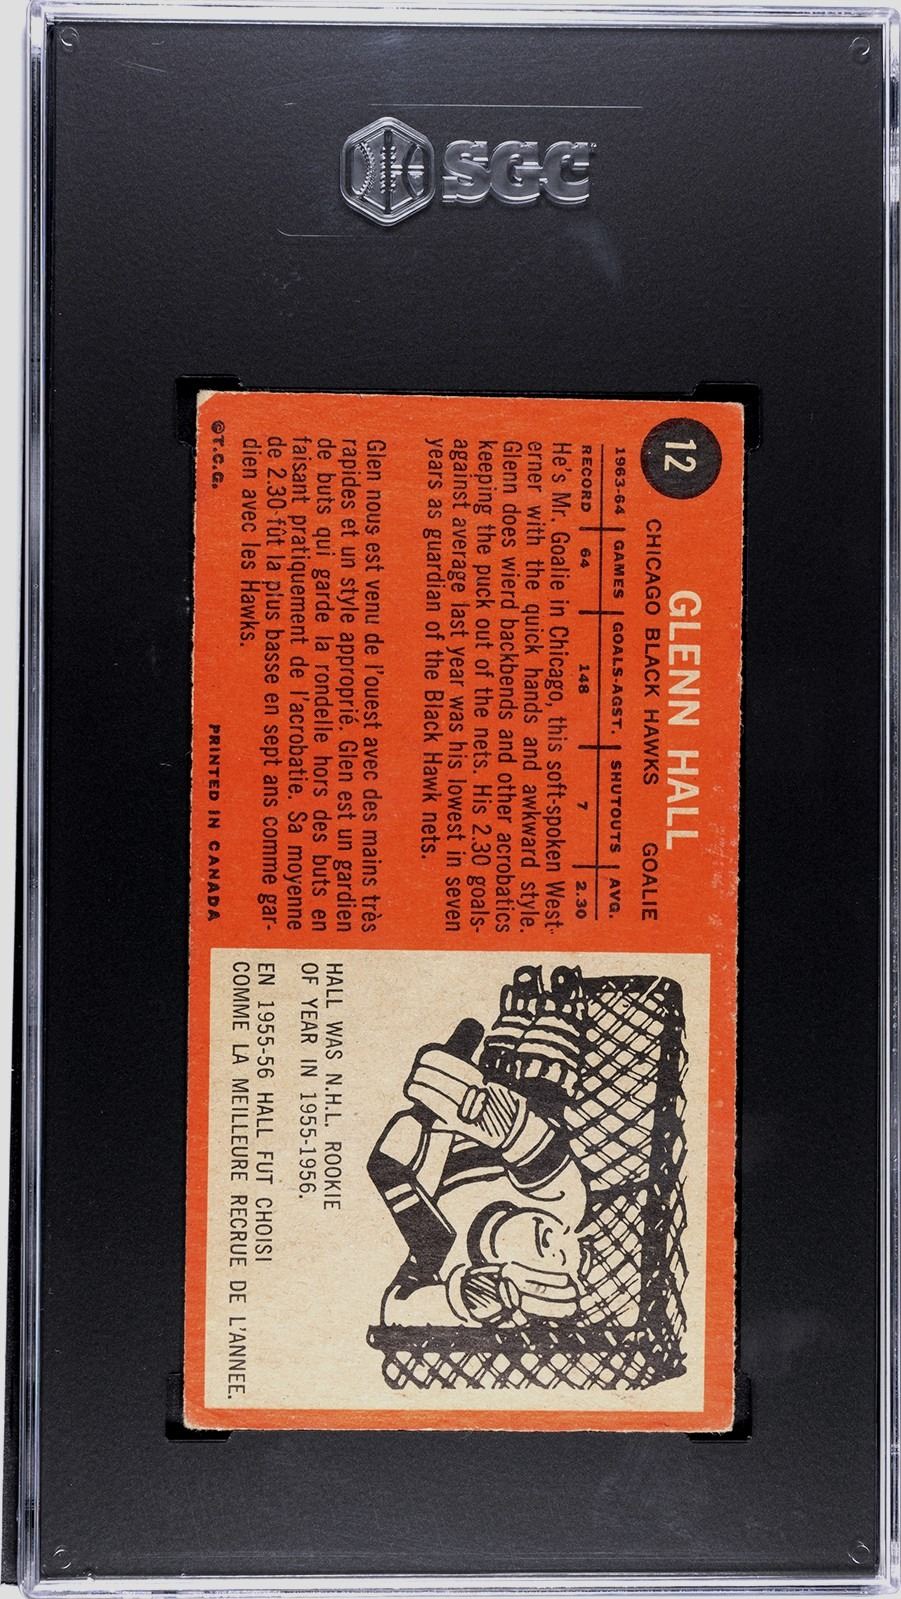 SGC
12
GLENN HALL
CHICAGO BLACK HAWKS GOALIE
1963-64 GAMES GOALS-AGST. SHUTOUTS AVG.
RECORD 64 148 7 2.30
He's Mr. Goalie in Chicago, this soft-spoken West-
erner with the quick hands and awkward style.
Glenn does wierd backbends and other acrobatics
keeping the puck out of the nets. His 2.30 goals-
against average last year was his lowest in seven
years as guardian of the Black Hawk nets.
Glen nous est venu de l'ouest avec des mains très
rapides et un style approprié. Glen est un gardien
de buts qui garde la rondelle hors des buts en
faisant pratiquement de l'acrobatie. Sa moyenne
de 2.30 fût la plus basse en sept ans comme gar-
dien avec les Hawks.
©T.C.G. PRINTED IN CANADA
HALL WAS N.H.L. ROOKIE
OF YEAR IN 1955-1956.
EN 1955-56 HALL FUT CHOISI
COMME LA MEILLEURE RECRUE DE L'ANNEE.